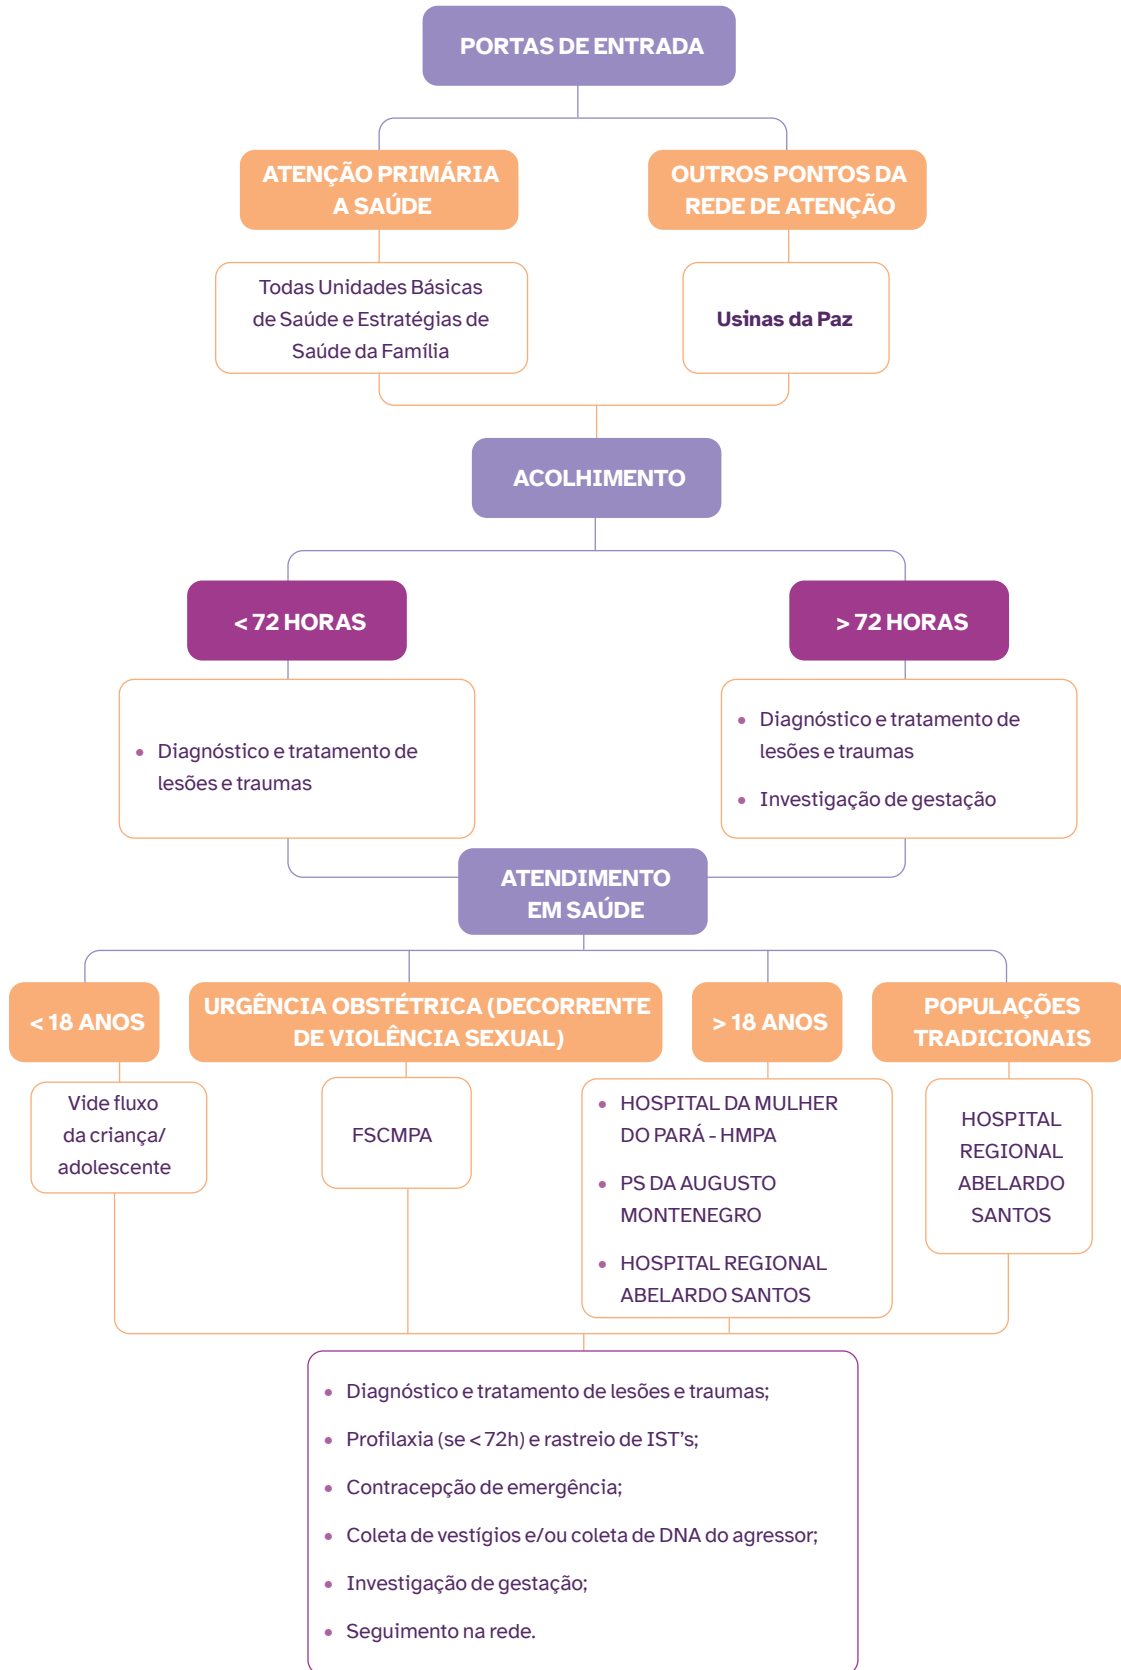 PORTAS DE ENTRADA
ATENÇÃO PRIMÁRIA
A SAÚDE
OUTROS PONTOS DA
REDE DE ATENÇÃO
Todas Unidades Básicas
de Saúde e Estratégias de
Saúde da Família
Usinas da Paz
ACOLHIMENTO
< 72 HORAS
> 72 HORAS
• Diagnóstico e tratamento de
lesões e traumas
• Diagnóstico e tratamento de
lesões e traumas
• Investigação de gestação
ATENDIMENTO
EM SAÚDE
< 18 ANOS
URGÊNCIA OBSTÉTRICA (DECORRENTE
DE VIOLÊNCIA SEXUAL)
> 18 ANOS
POPULAÇÕES
TRADICIONAIS
Vide fluxo
da criança/
adolescente
FSCMPA
• HOSPITAL DA MULHER
DO PARÁ - HMPA
• PS DA AUGUSTO
MONTENEGRO
• HOSPITAL REGIONAL
ABELARDO SANTOS
HOSPITAL
REGIONAL
ABELARDO
SANTOS
• Diagnóstico e tratamento de lesões e traumas;
• Profilaxia (se < 72h) e rastreio de IST’s;
• Contracepção de emergência;
• Coleta de vestígios e/ou coleta de DNA do agressor;
• Investigação de gestação;
• Seguimento na rede.